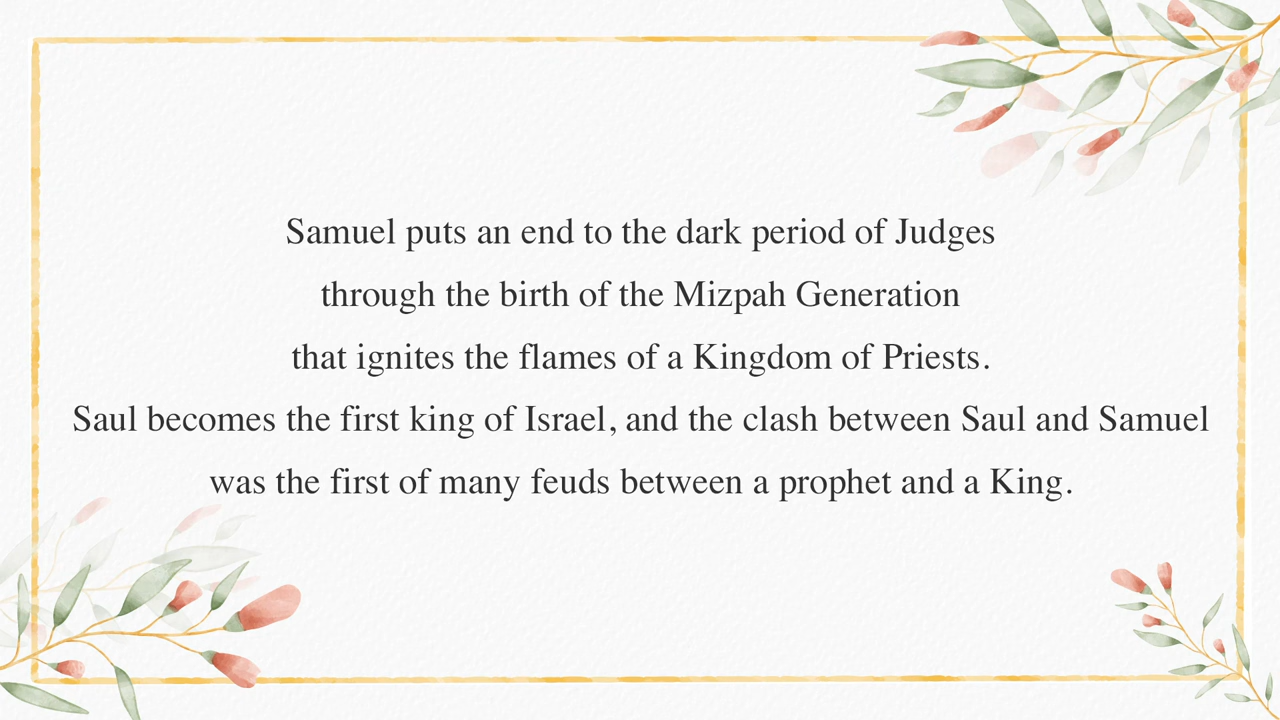 Samuel puts an end to the dark period of Judges
through the birth of the Mizpah Generation
that ignites the flames of a Kingdom of Priests.
Saul becomes the first king of Israel, and the clash between Saul and Samuel
was the first of many feuds between a prophet and a King.